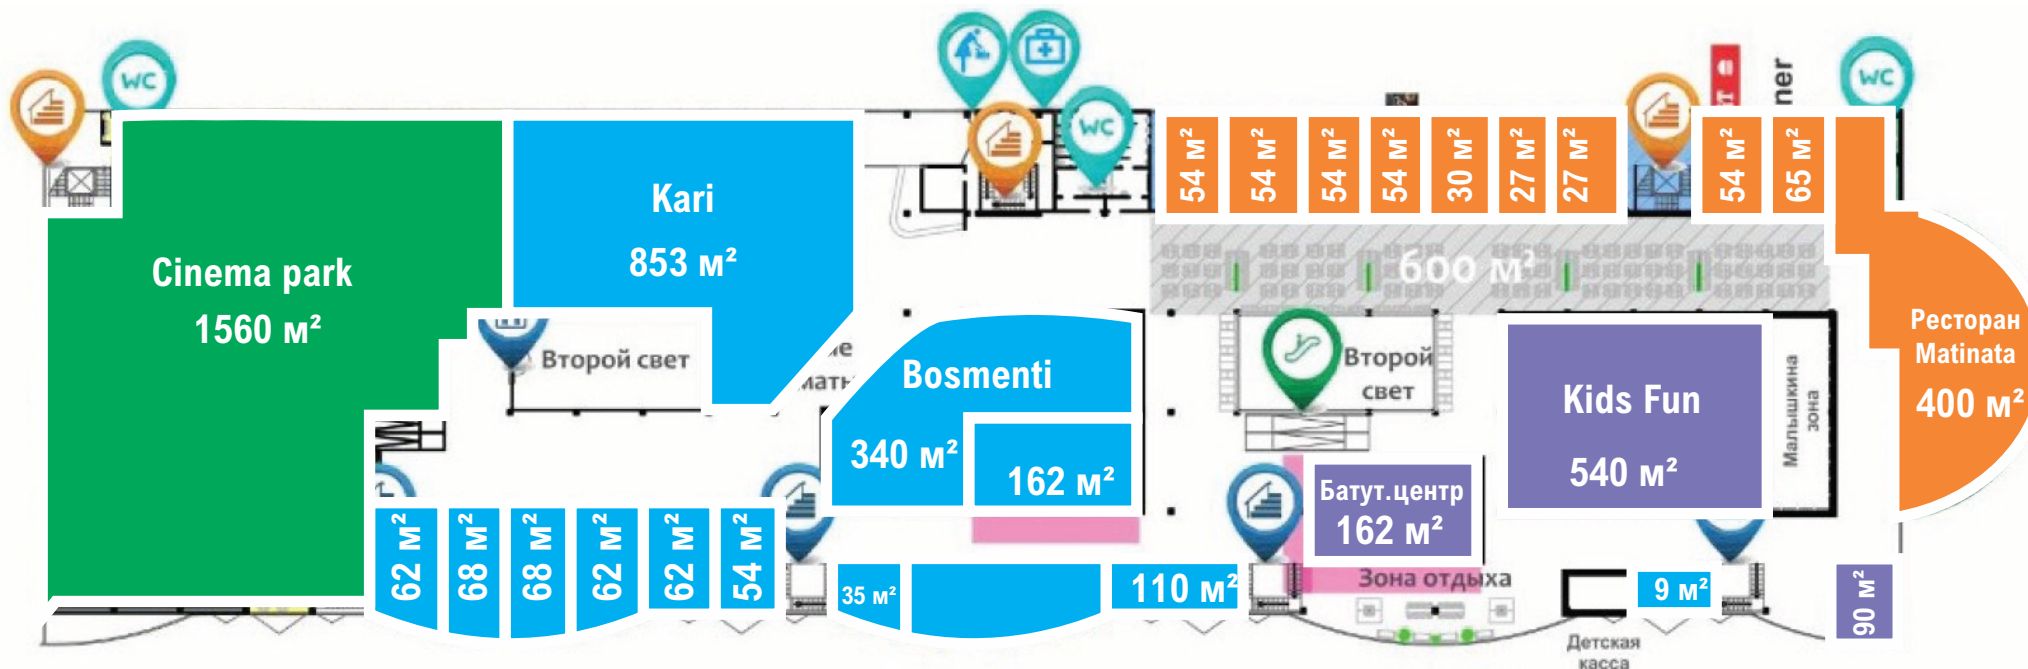 WC
WC
WC
ner
Cinema park
1560 м²
Kari
853 м²
54 м²
54 м²
54 м²
54 м²
30 м²
27 м²
27 м²
54 м²
65 м²
600 м²
Второй свет
Bosmenti
340 м²
162 м²
Второй
свет
Kids Fun
540 м²
Малышкина
зона
Ресторан
Matinata
400 м²
Батут.центр
162 м²
62 м²
68 м²
68 м²
62 м²
62 м²
54 м²
35 м²
110 м²
Зона отдыха
9 м²
90 м²
Детская
касса